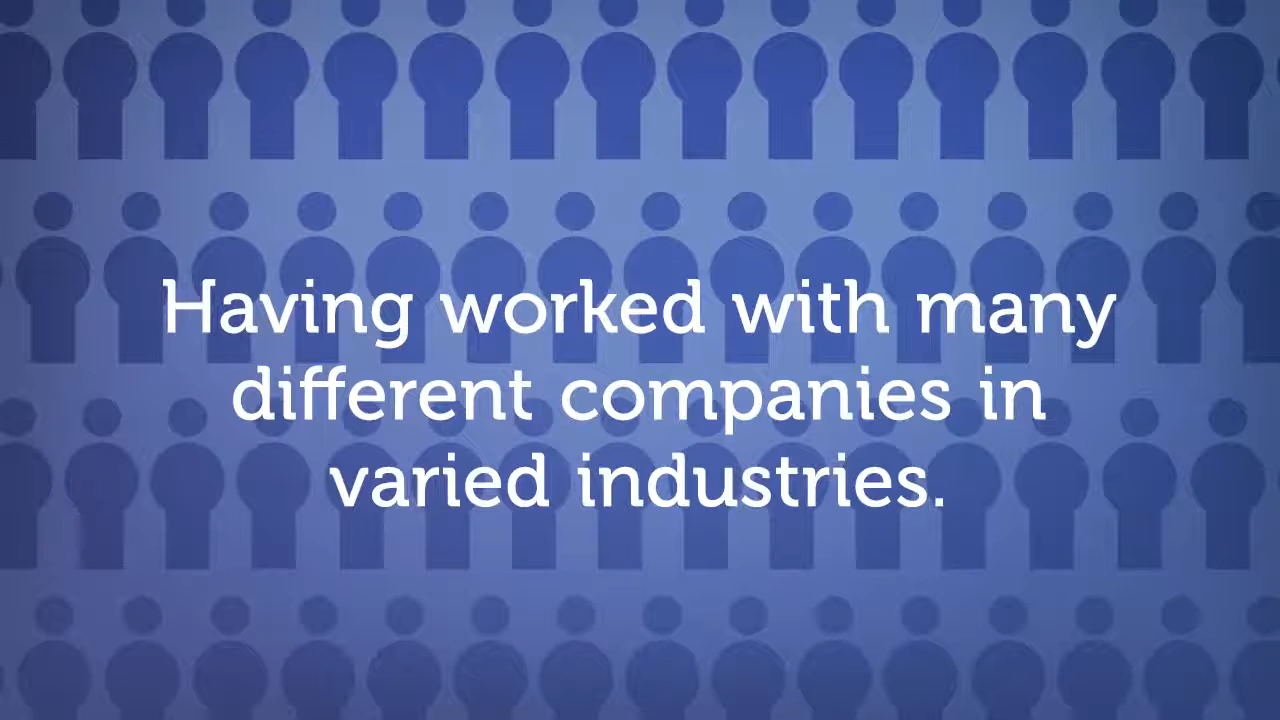 Having worked with many
different companies in
varied industries.